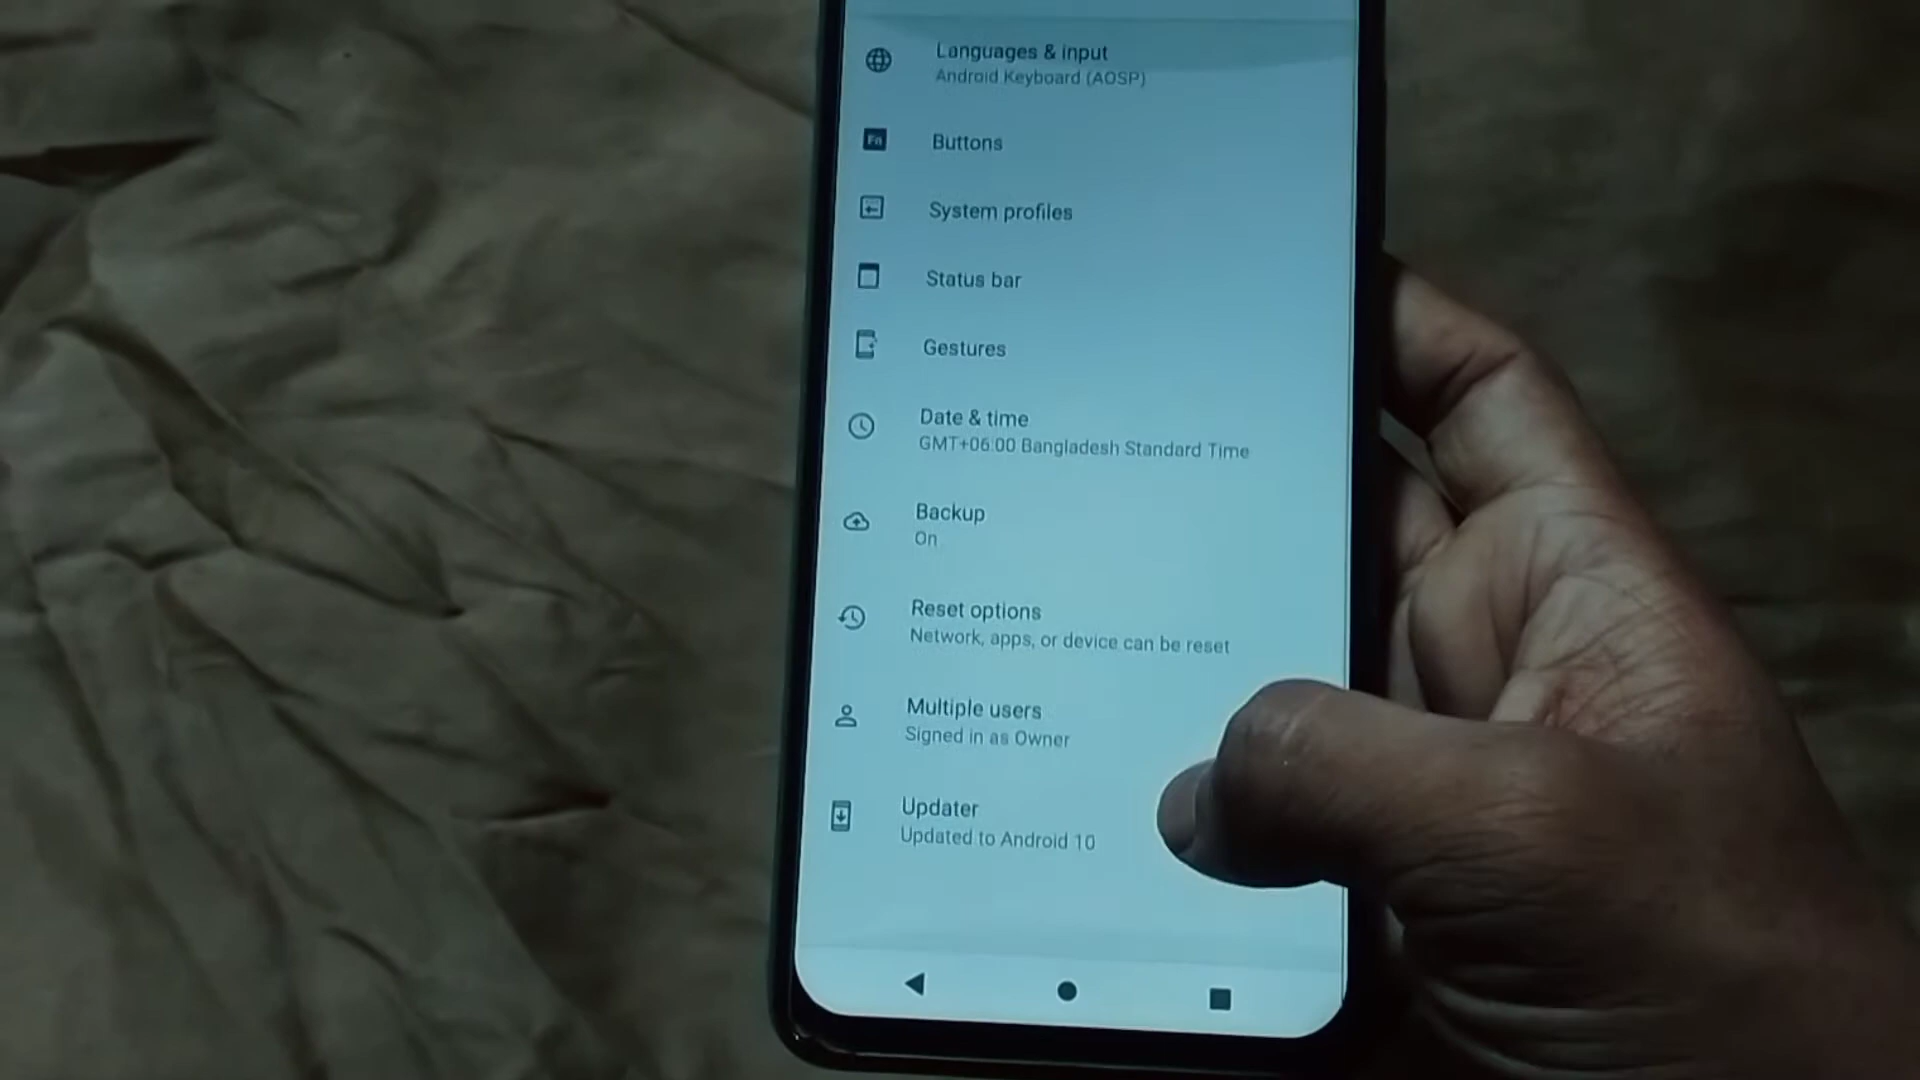 Languages & input
Android Keyboard (AOSP)
Fn
Buttons
System profiles
Status bar
Gestures
Date & time
GMT+06:00 Bangladesh Standard Time
Backup
On
Reset options
Network, apps, or device can be reset
Multiple users
Signed in as Owner
Updater
Updated to Android 10